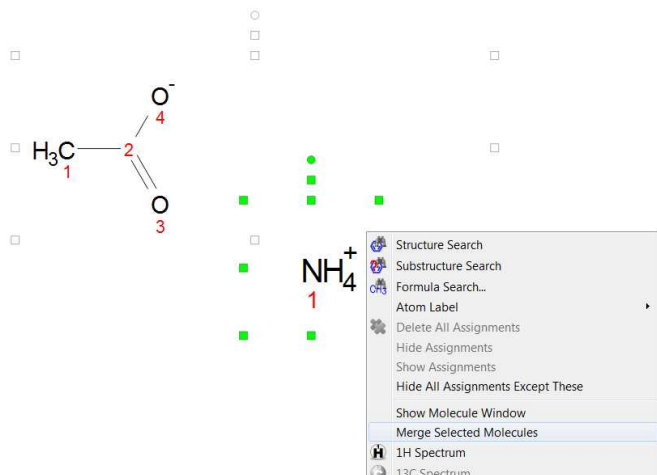 O-
4
H3C
1
2
O
3
NH4+
1
Structure Search
Substructure Search
CH3
Formula Search...
Atom Label
Delete All Assignments
Hide Assignments
Show Assignments
Hide All Assignments Except These
Show Molecule Window
Merge Selected Molecules
H
1H Spectrum
13C Spectrum